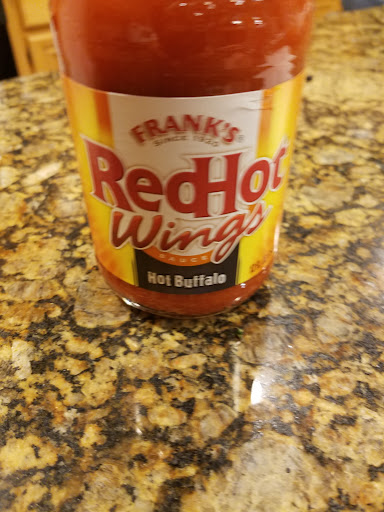 FRANK'S®
SINCE 1920
RedHot
Wings
SAUCE
Hot Buffalo